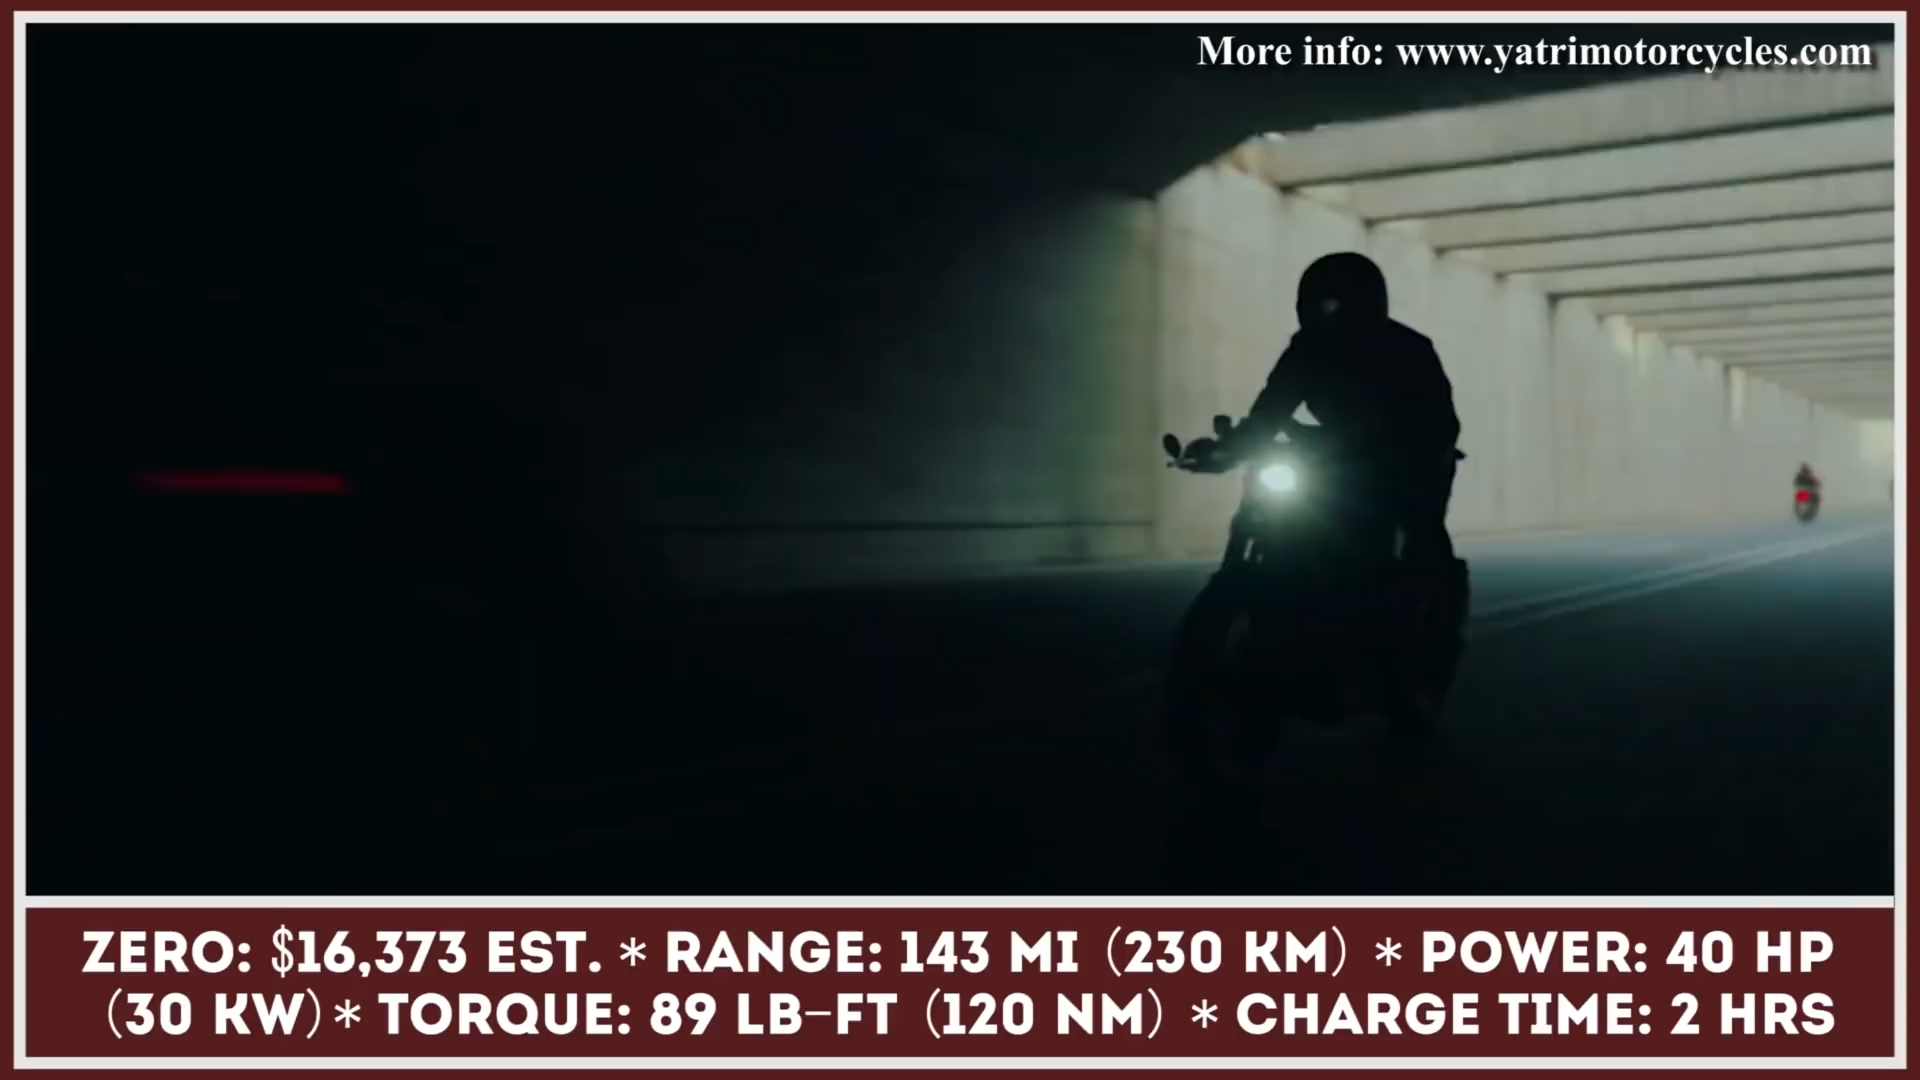 More info: www.yatrimotorcycles.com
ZERO: $16,373 EST. * RANGE: 143 MI (230 KM) * POWER: 40 HP
(30 KW)* TORQUE: 89 LB-FT (120 NM) * CHARGE TIME: 2 HRS